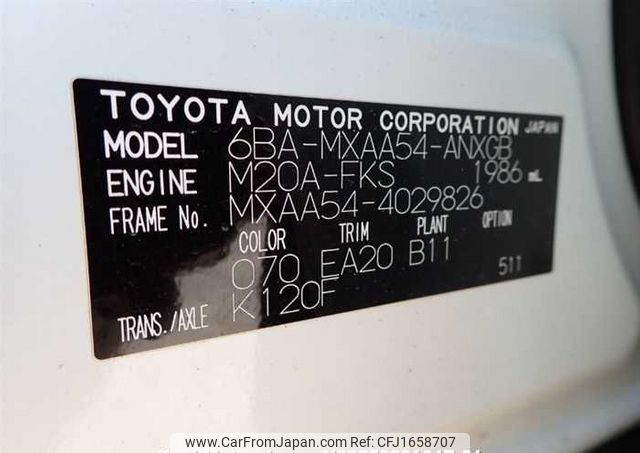 TOYOTA MOTOR CORPORATION JAPAN
MODEL 6BA-MXAA54-ANXGB
ENGINE M20A-FKS 1986 mL
FRAME No. MXAA54-4029826
COLOR TRIM PLANT OPTION
070 EA20 B11
511
TRANS./AXLE K120F
www.CarFromJapan.com | REF CFJ1658707